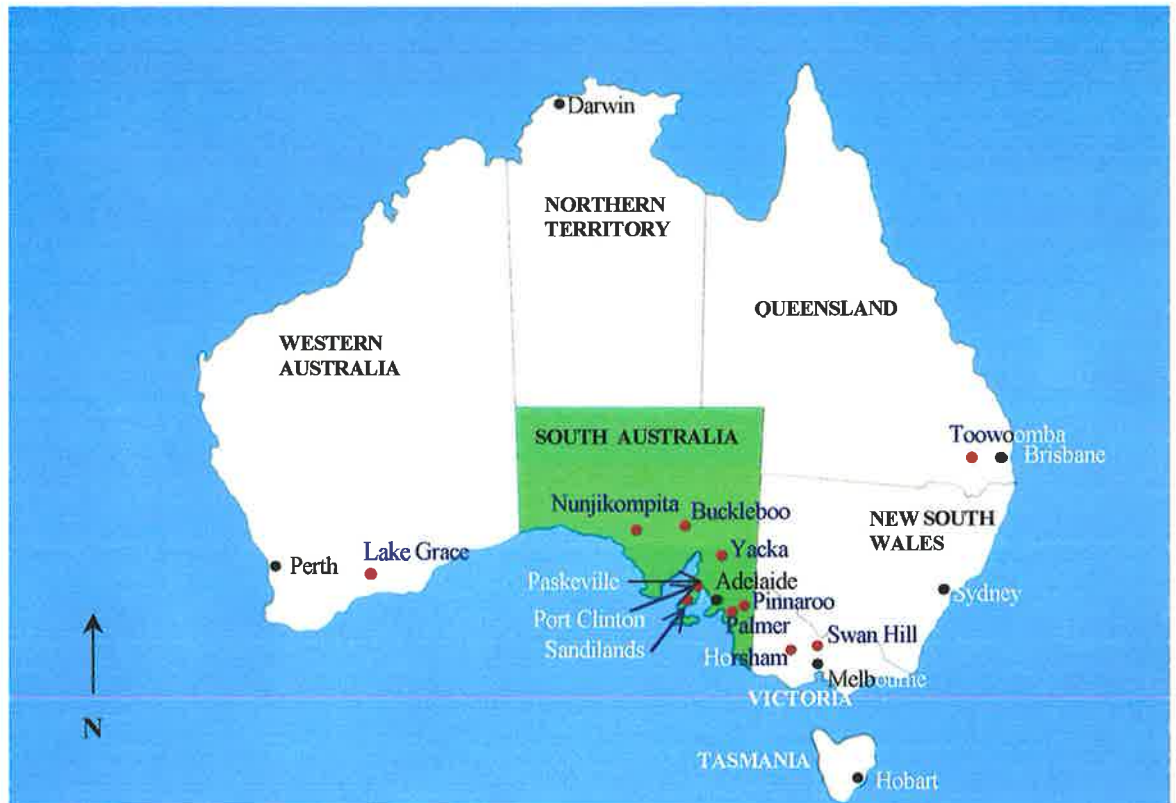 Darwin
NORTHERN
TERRITORY
QUEENSLAND
WESTERN
AUSTRALIA
SOUTH AUSTRALIA
Toowoomba
Brisbane
Nunjikompita
Buckleboo
NEW SOUTH
WALES
Yacka
Perth
Lake Grace
Paskeville
Adelaide
Sydney
Pinnaroo
Port Clinton
Palmer
Swan Hill
Sandilands
Horsham
Melbourne
VICTORIA
N
TASMANIA
Hobart